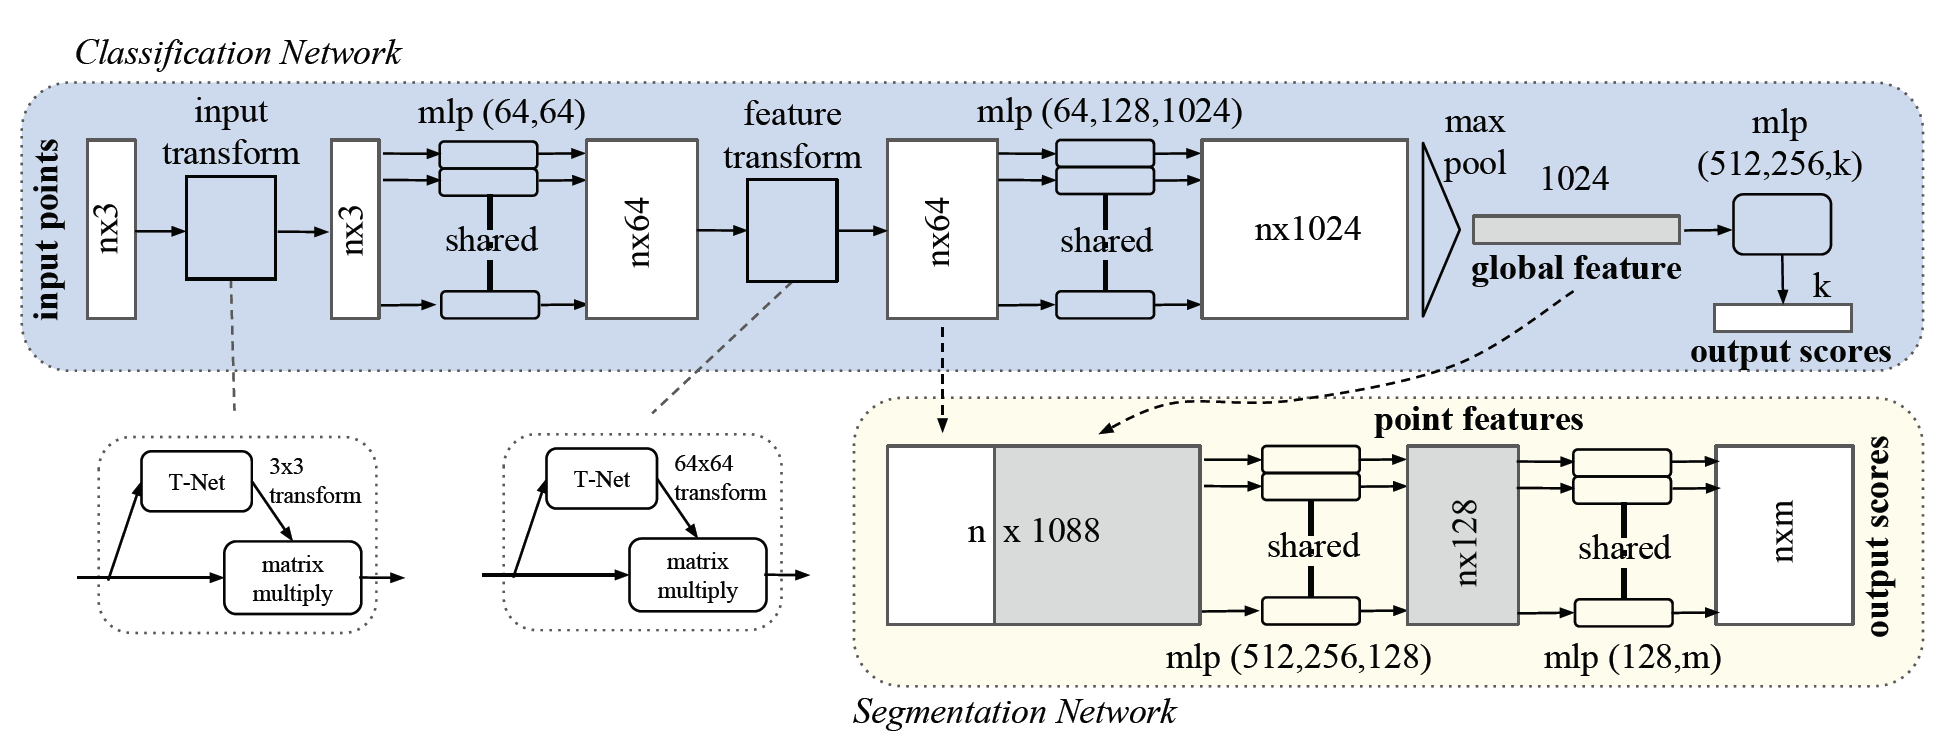 Classification Network
input points
nx3
input
transform
nx3
mlp (64,64)
shared
nx64
feature
transform
nx64
mlp (64,128,1024)
shared
nx1024
max
pool
1024
global feature
mlp
(512,256,k)
k
output scores
T-Net
3x3
transform
matrix
multiply
T-Net
64x64
transform
matrix
multiply
point features
n x 1088
shared
mlp (512,256,128)
nx128
shared
mlp (128,m)
nxm
output scores
Segmentation Network